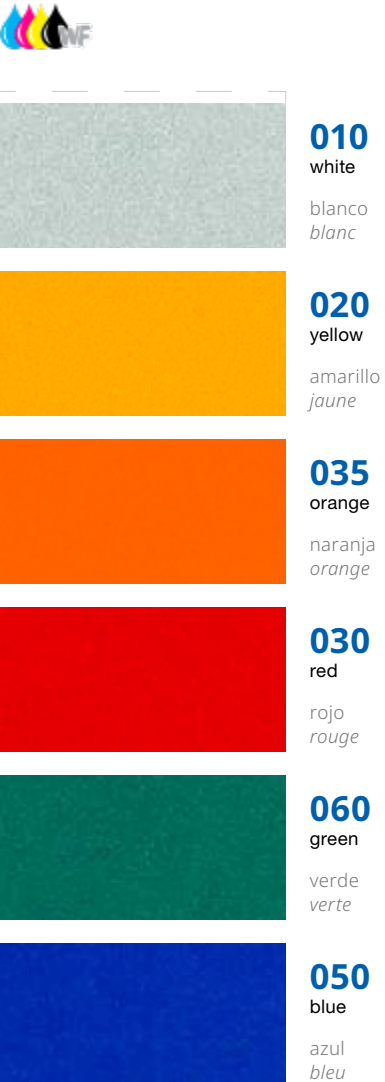 WF
010
white
blanco
blanc
020
yellow
amarillo
jaune
035
orange
naranja
orange
030
red
rojo
rouge
060
green
verde
verte
050
blue
azul
bleu